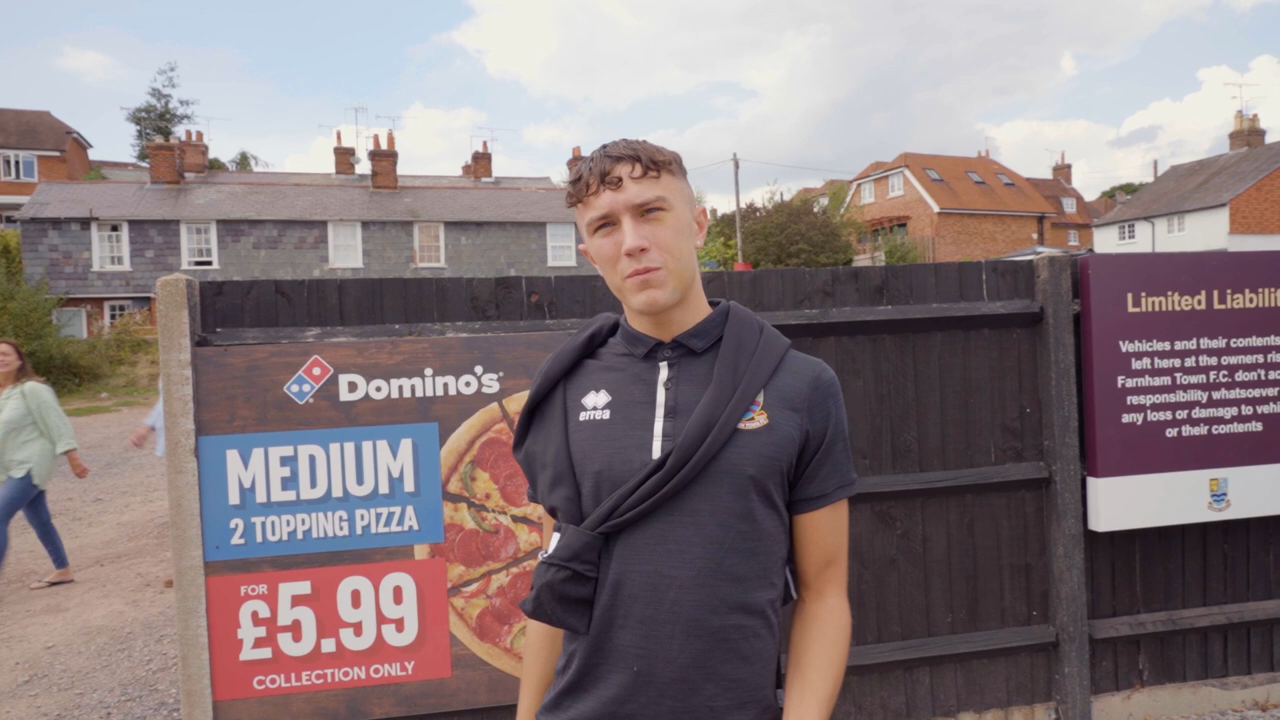 Domino's
MEDIUM
2 TOPPING PIZZA
FOR
£5.99
COLLECTION ONLY
errea
Limited Liabili
Vehicles and their contents
left here at the owners ris
Farnham Town F.C. don't ac
responsibility whatsoever
any loss or damage to vehi
or their contents